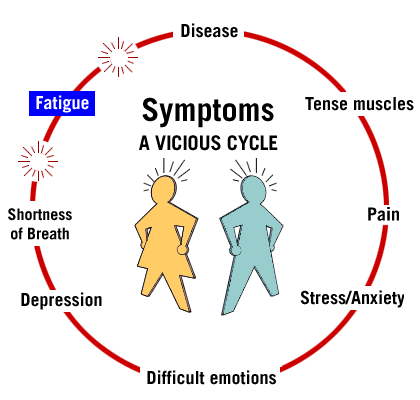 Disease
Fatigue
Symptoms
Tense muscles
A VICIOUS CYCLE
Shortness
of Breath
Pain
Depression
Stress/Anxiety
Difficult emotions